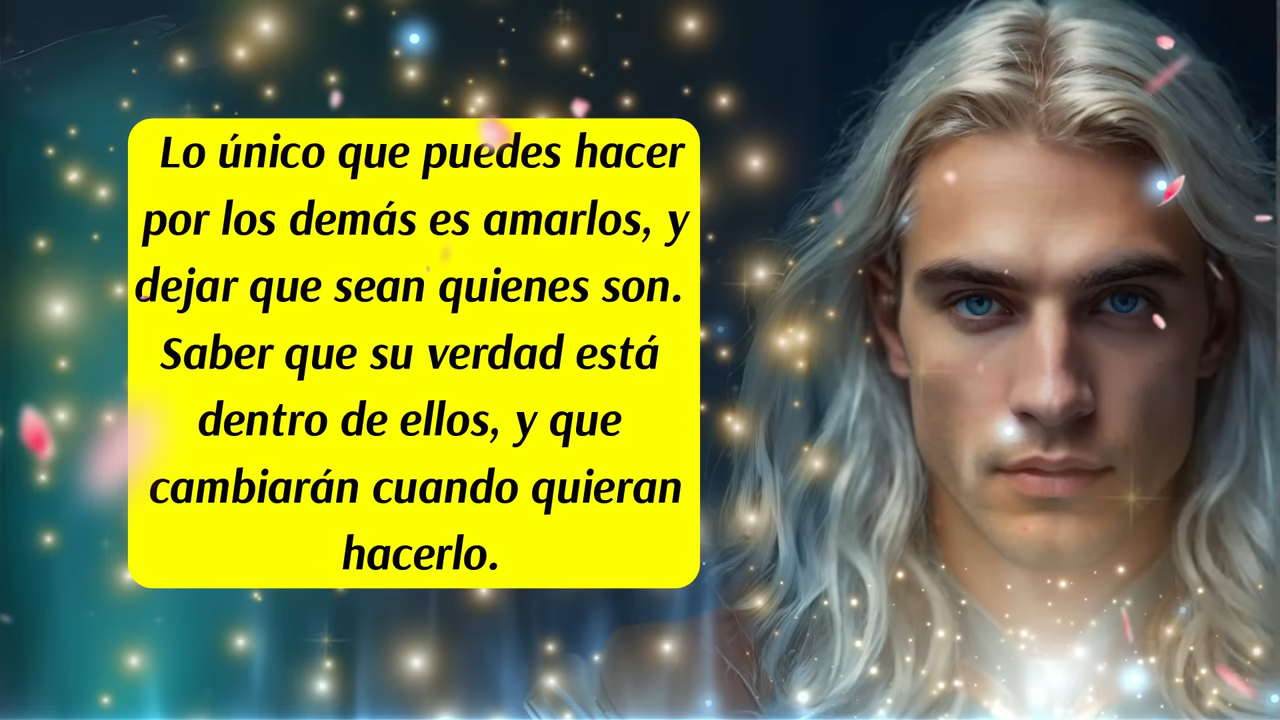 Lo único que puedes hacer
por los demás es amarlos, y
dejar que sean quienes son.
Saber que su verdad está
dentro de ellos, y que
cambiarán cuando quieran
hacerlo.